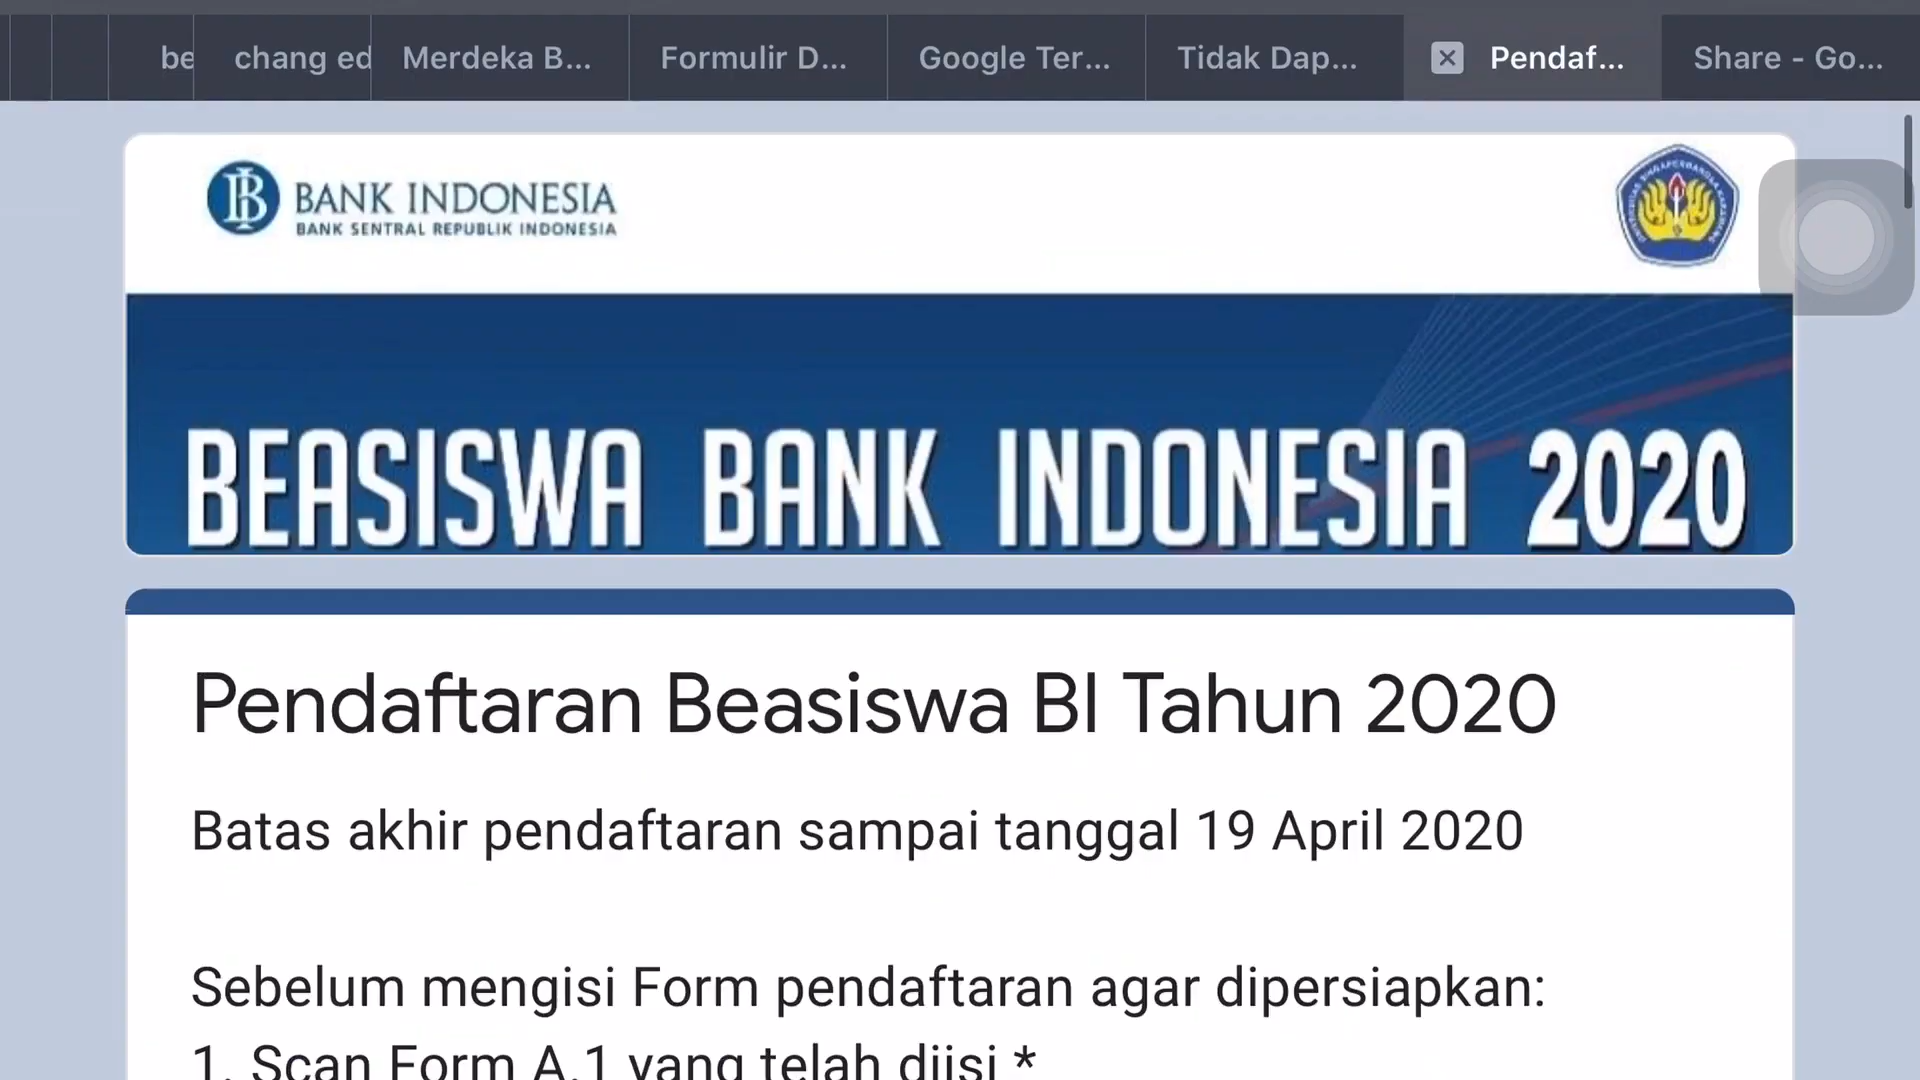 be
chang ed
Merdeka B...
Formulir D...
Google Ter...
Tidak Dap...
Pendaf...
Share - Go...
BANK INDONESIA
BANK SENTRAL REPUBLIK INDONESIA
BEASISWA BANK INDONESIA 2020
Pendaftaran Beasiswa BI Tahun 2020
Batas akhir pendaftaran sampai tanggal 19 April 2020
Sebelum mengisi Form pendaftaran agar dipersiapkan:
1. Scan Form A.1 yang telah diisi *